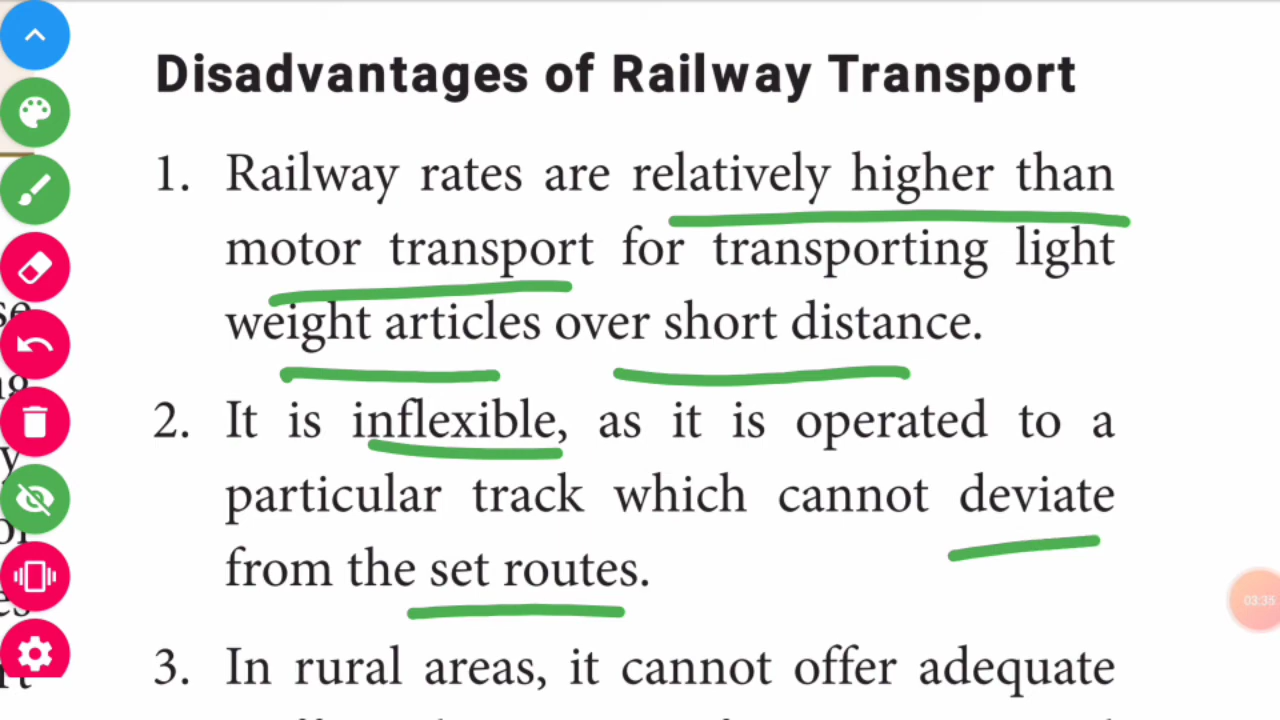 Disadvantages of Railway Transport
1. Railway rates are relatively higher than
motor transport for transporting light
weight articles over short distance.
2. It is inflexible, as it is operated to a
particular track which cannot deviate
from the set routes.
3. In rural areas, it cannot offer adequate
03:35